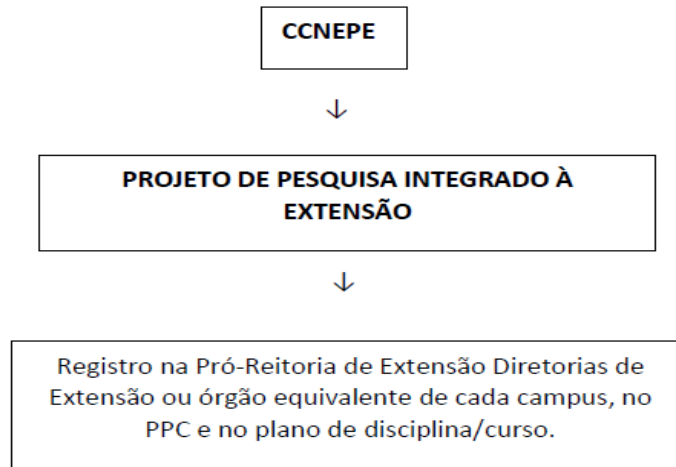 CCNEPE
↓
PROJETO DE PESQUISA INTEGRADO À
EXTENSÃO
↓
Registro na Pró-Reitoria de Extensão Diretorias de
Extensão ou órgão equivalente de cada campus, no
PPC e no plano de disciplina/curso.